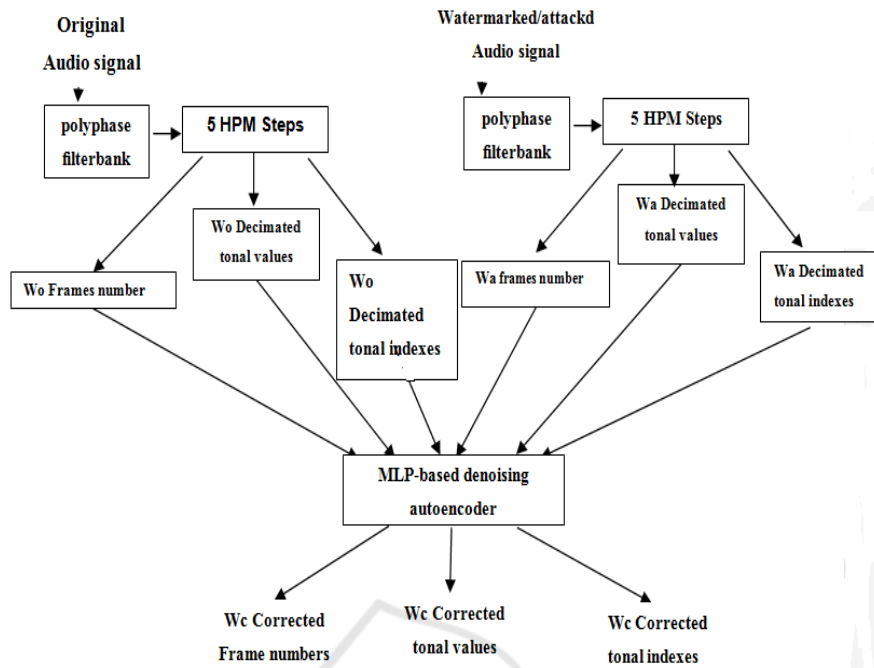 Original
Audio signal
polyphase
filterbank
5 HPM Steps
Wo Frames number
Wo Decimated
tonal values
Wo
Decimated
tonal indexes
Watermarked/attackd
Audio signal
polyphase
filterbank
5 HPM Steps
Wa frames number
Wa Decimated
tonal values
Wa Decimated
tonal indexes
MLP-based denoising
autoencoder
Wc Corrected
Frame numbers
Wc Corrected
tonal values
Wc Corrected
tonal indexes